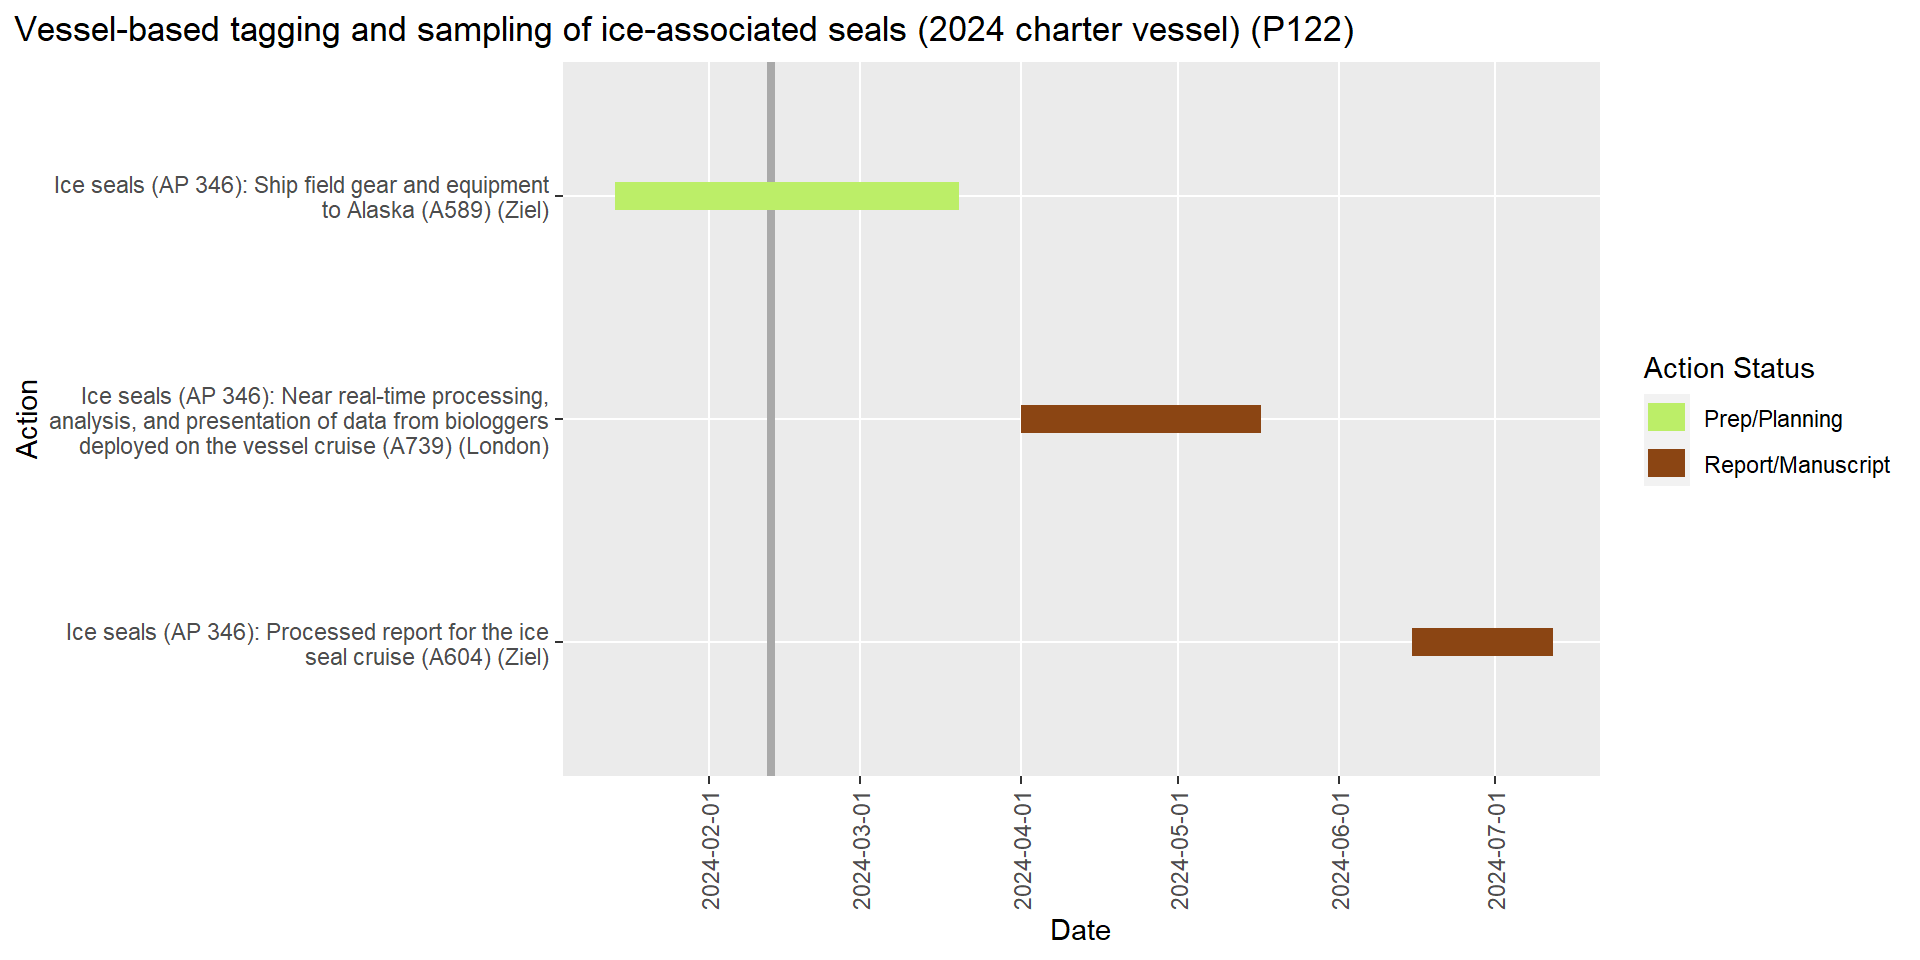 Vessel-based tagging and sampling of ice-associated seals (2024 charter vessel) (P122)
Action
Ice seals (AP 346): Ship field gear and equipment
to Alaska (A589) (Ziel)
Ice seals (AP 346): Near real-time processing,
analysis, and presentation of data from biologgers
deployed on the vessel cruise (A739) (London)
Ice seals (AP 346): Processed report for the ice
seal cruise (A604) (Ziel)
2024-02-01
2024-03-01
2024-04-01
2024-05-01
2024-06-01
2024-07-01
Date
Action Status
Prep/Planning
Report/Manuscript